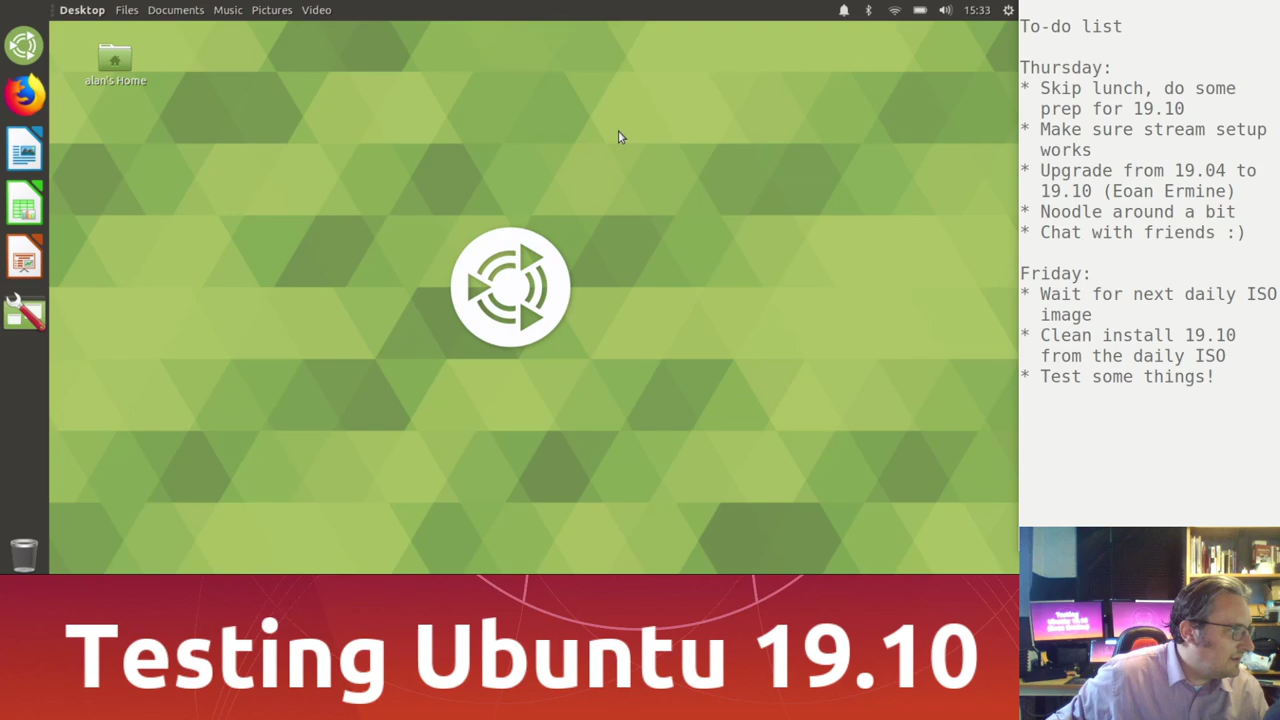 Desktop Files Documents Music Pictures Video 15:33
alan's Home
To-do list
Thursday:
* Skip lunch, do some
prep for 19.10
* Make sure stream setup
works
* Upgrade from 19.04 to
19.10 (Eoan Ermine)
* Noodle around a bit
* Chat with friends :)
Friday:
* Wait for next daily ISO
image
* Clean install 19.10
from the daily ISO
* Test some things!
Testing Ubuntu 19.10